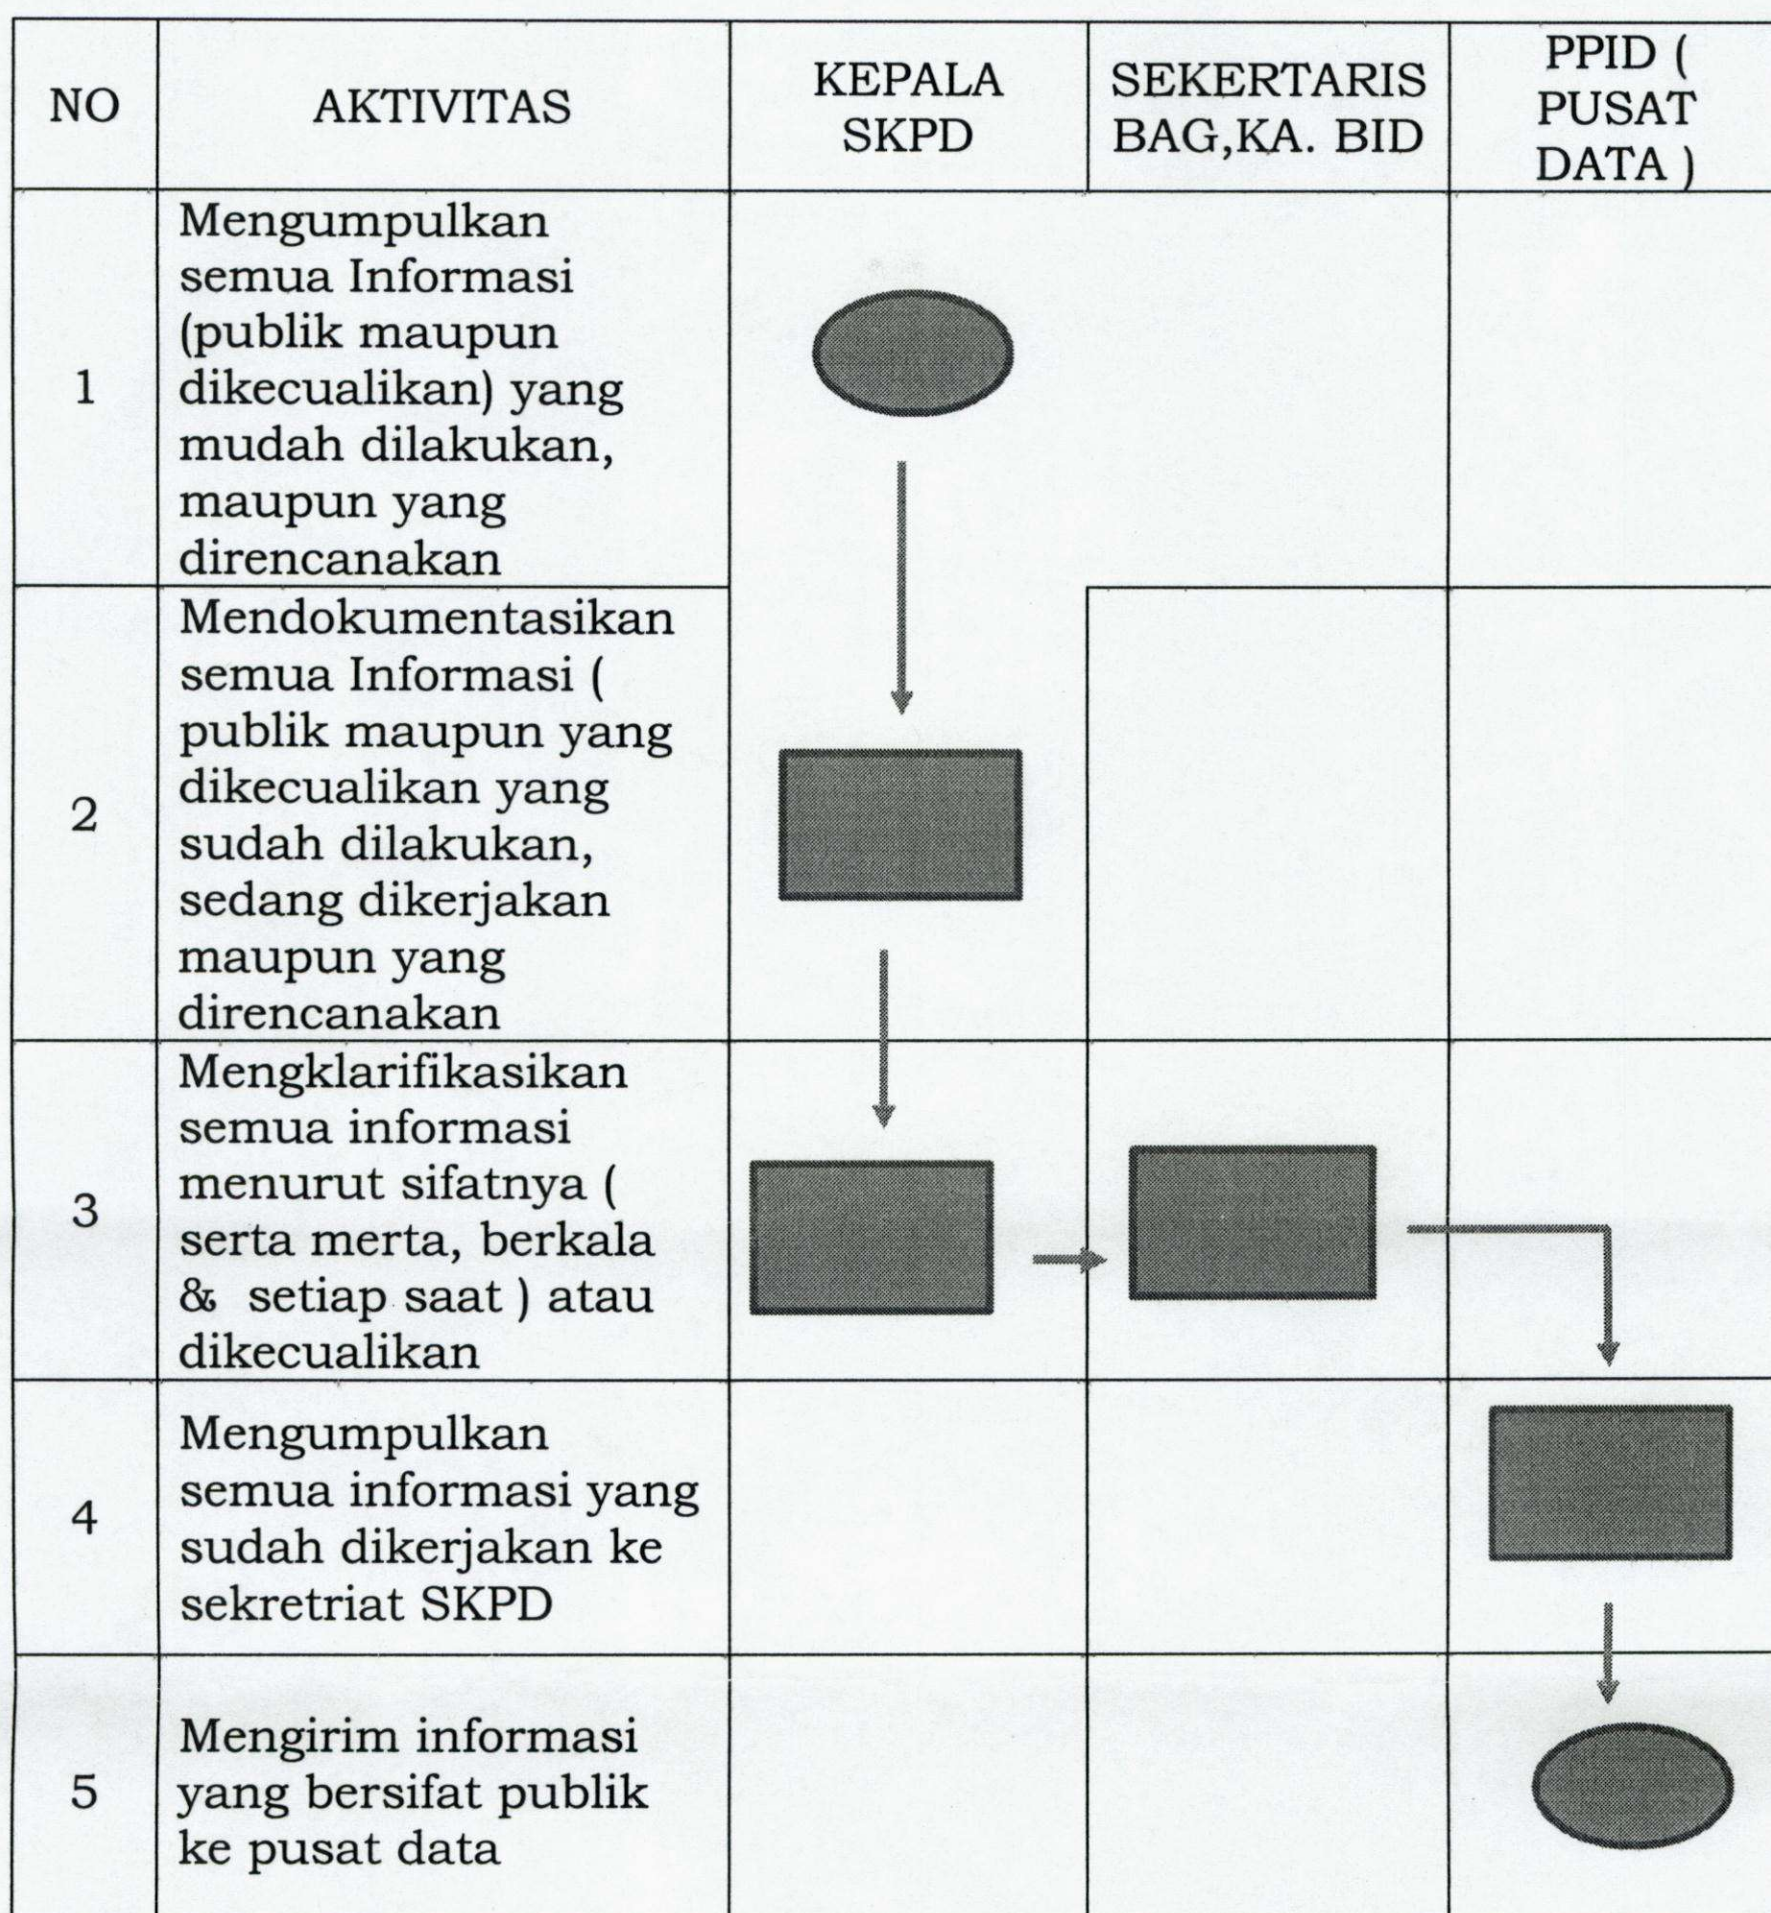 NO
AKTIVITAS
KEPALA
SKPD
SEKERTARIS
BAG,KA. BID
PPID (
PUSAT
DATA )
1
Mengumpulkan
semua Informasi
(publik maupun
dikecualikan) yang
mudah dilakukan,
maupun yang
direncanakan
2
Mendokumentasikan
semua Informasi (
publik maupun yang
dikecualikan yang
sudah dilakukan,
sedang dikerjakan
maupun yang
direncanakan
3
Mengklarifikasikan
semua informasi
menurut sifatnya (
serta merta, berkala
& setiap saat ) atau
dikecualikan
4
Mengumpulkan
semua informasi yang
sudah dikerjakan ke
sekretriat SKPD
5
Mengirim informasi
yang bersifat publik
ke pusat data